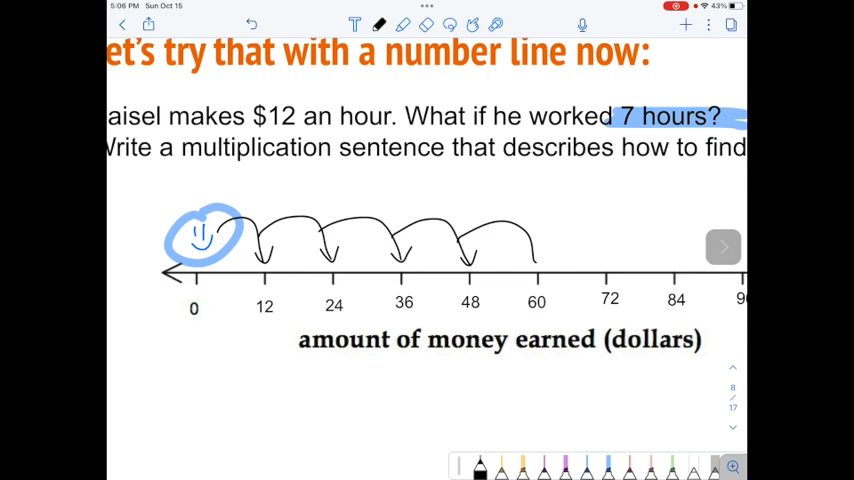 5:06 PM Sun Oct 15
43%
et's try that with a number line now:
aisel makes $12 an hour. What if he worked 7 hours?
Write a multiplication sentence that describes how to find
0 12 24 36 48 60 72 84 9
amount of money earned (dollars)
8
/
17